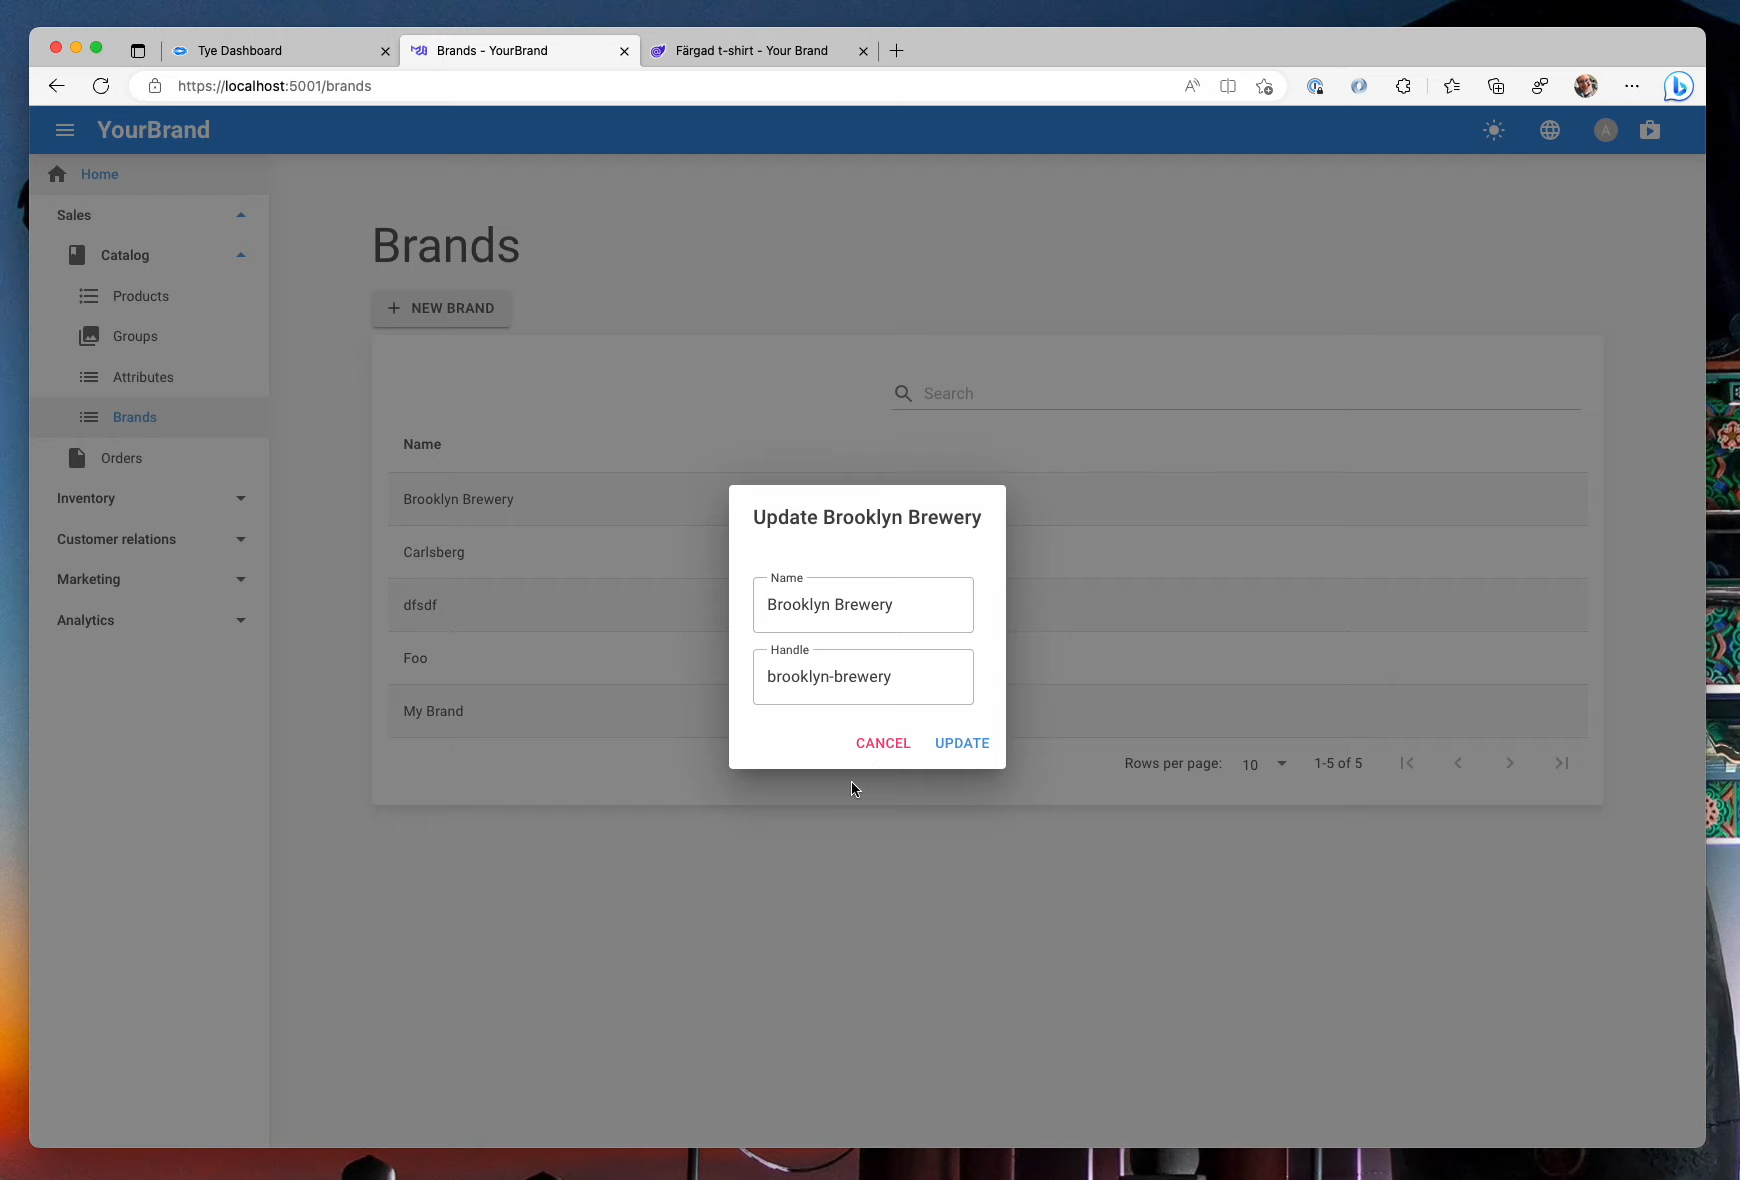 Tye Dashboard
Brands - YourBrand
Färgad t-shirt - Your Brand
https://localhost:5001/brands
YourBrand
A
Home
Sales
Catalog
Products
Groups
Attributes
Brands
Orders
Inventory
Customer relations
Marketing
Analytics
Brands
NEW BRAND
Search
Name
Brooklyn Brewery
Carlsberg
dfsdf
Foo
My Brand
Rows per page: 10 1-5 of 5
Update Brooklyn Brewery
Name
Brooklyn Brewery
Handle
brooklyn-brewery
CANCEL UPDATE